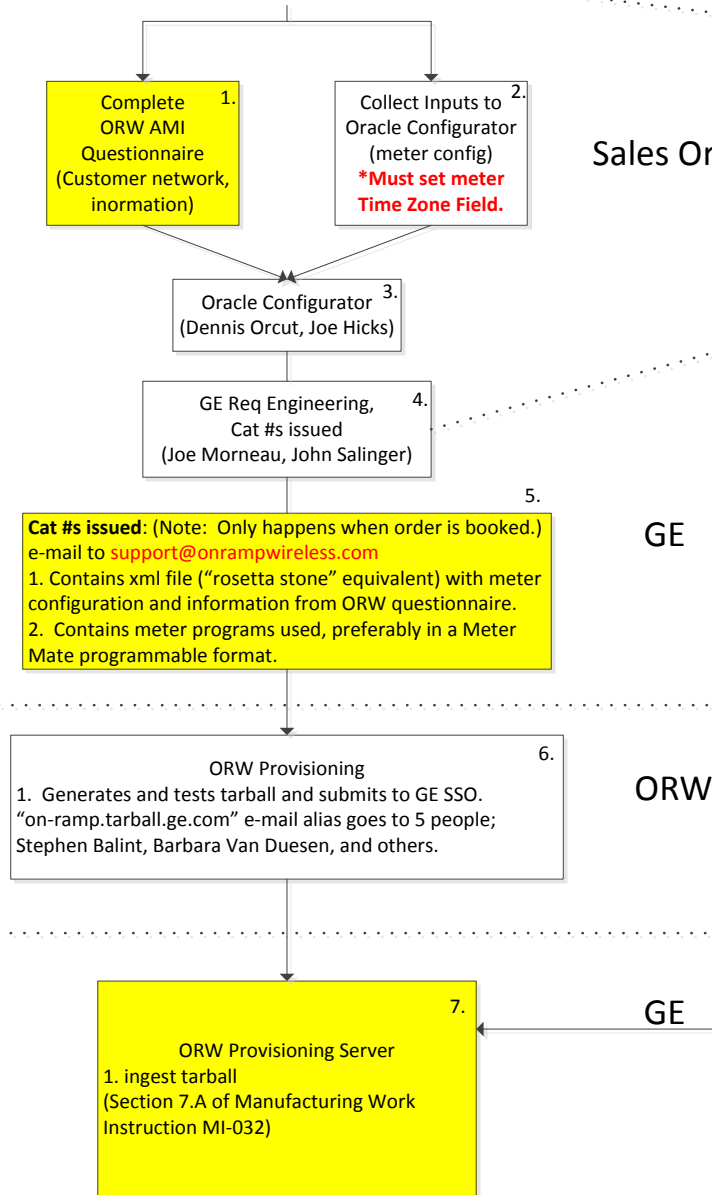 1.
Complete
ORW AMI
Questionnaire
(Customer network,
inormation)
2.
Collect Inputs to
Oracle Configurator
(meter config)
*Must set meter
Time Zone Field.
Sales Or
3.
Oracle Configurator
(Dennis Orcut, Joe Hicks)
4.
GE Req Engineering,
Cat #s issued
(Joe Morneau, John Salinger)
5.
Cat #s issued: (Note: Only happens when order is booked.)
e-mail to support@onrampwireless.com
1. Contains xml file (“rosetta stone” equivalent) with meter
configuration and information from ORW questionnaire.
2. Contains meter programs used, preferably in a Meter
Mate programmable format.
GE
6.
ORW Provisioning
1. Generates and tests tarball and submits to GE SSO.
“on-ramp.tarball.ge.com” e-mail alias goes to 5 people;
Stephen Balint, Barbara Van Duesen, and others.
ORW
7.
ORW Provisioning Server
1. ingest tarball
(Section 7.A of Manufacturing Work
Instruction MI-032)
GE